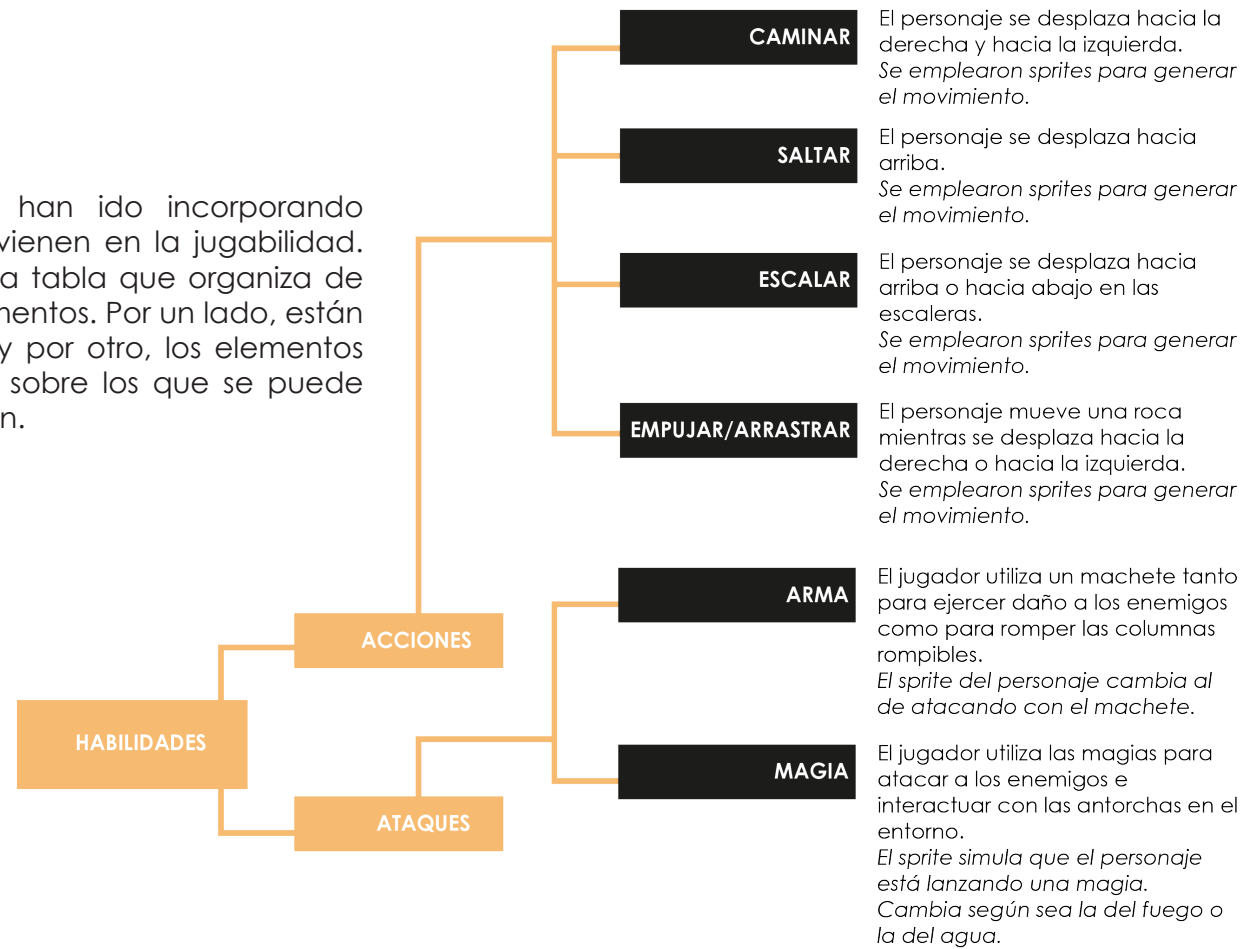 han ido incorporando
vienen en la jugabilidad.
a tabla que organiza de
mentos. Por un lado, están
y por otro, los elementos
sobre los que se puede
n.
HABILIDADES
ACCIONES
CAMINAR
El personaje se desplaza hacia la
derecha y hacia la izquierda.
Se emplearon sprites para generar
el movimiento.
SALTAR
El personaje se desplaza hacia
arriba.
Se emplearon sprites para generar
el movimiento.
ESCALAR
El personaje se desplaza hacia
arriba o hacia abajo en las
escaleras.
Se emplearon sprites para generar
el movimiento.
EMPUJAR/ARRASTRAR
El personaje mueve una roca
mientras se desplaza hacia la
derecha o hacia la izquierda.
Se emplearon sprites para generar
el movimiento.
ATAQUES
ARMA
El jugador utiliza un machete tanto
para ejercer daño a los enemigos
como para romper las columnas
rompibles.
El sprite del personaje cambia al
de atacando con el machete.
MAGIA
El jugador utiliza las magias para
atacar a los enemigos e
interactuar con las antorchas en el
entorno.
El sprite simula que el personaje
está lanzando una magia.
Cambia según sea la del fuego o
la del agua.